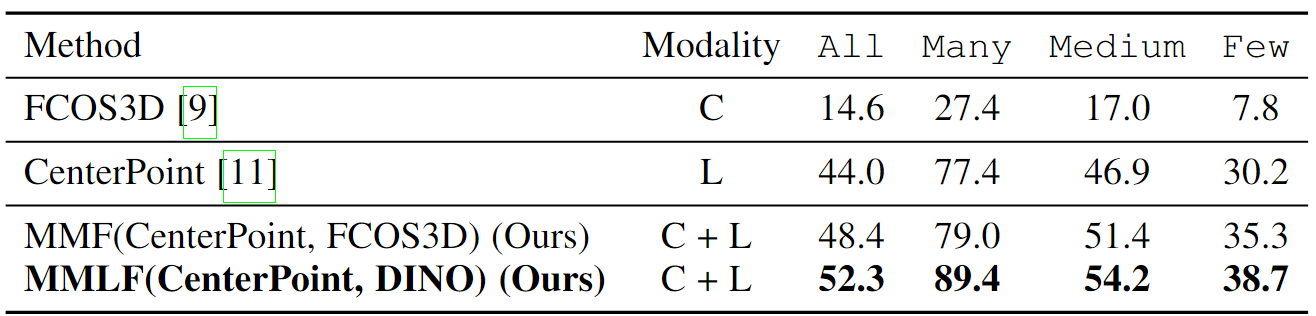 Method Modality All Many Medium Few
FCOS3D [9] C 14.6 27.4 17.0 7.8
CenterPoint [11] L 44.0 77.4 46.9 30.2
MMF(CenterPoint, FCOS3D) (Ours) C + L 48.4 79.0 51.4 35.3
MMLF(CenterPoint, DINO) (Ours) C + L 52.3 89.4 54.2 38.7